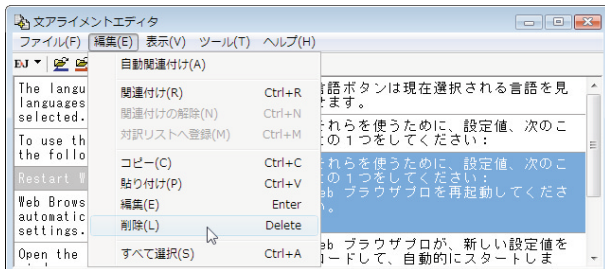 文アライメントエディタ
ファイル(F) 編集(E) 表示(V) ツール(T) ヘルプ(H)
EJ
自動関連付け(A)
関連付け(R) Ctrl+R
関連付けの解除(N) Ctrl+N
対訳リストへ登録(M) Ctrl+M
コピー(C) Ctrl+C
貼り付け(P) Ctrl+V
編集(E) Enter
削除(L) Delete
すべて選択(S) Ctrl+A
The langu
languages
selected.
To use th
the follo
Restart
Web Brows
automatic
settings.
Open the
言語ボタンは現在選択される言語を見
せます。
れらを使うために、設定値、次のこ
との1つをしてください:
れらを使うために、設定値、次のこ
との1つをしてください:
eb ブラウザプロを再起動してくださ
い。
eb ブラウザプロが、新しい設定値を
ロードして、自動的にスタートしま